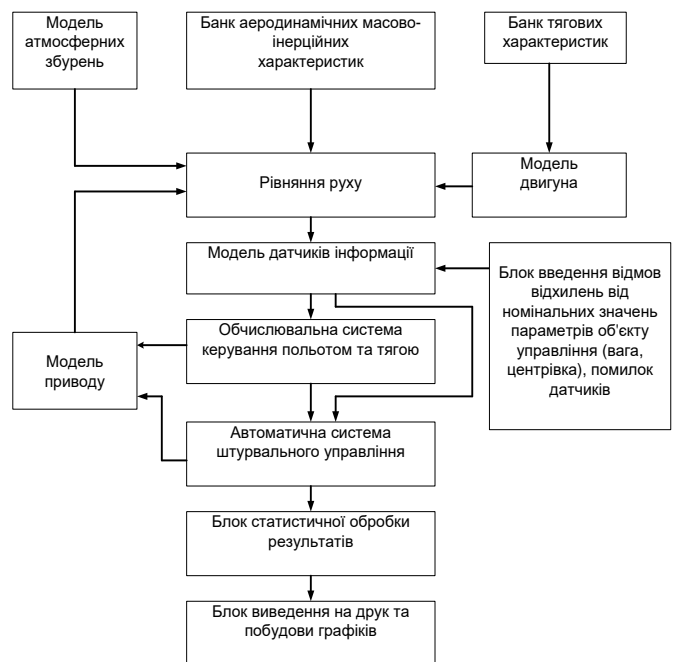 Модель
атмосферних
збурень
Банк аеродинамічних масово-
інерційних
характеристик
Банк тягових
характеристик
Рівняння руху
Модель
двигуна
Модель датчиків інформації
Блок введення відмов
відхилень від
номінальних значень
параметрів об'єкту
управління (вага,
центрівка), помилок
датчиків
Обчислювальна система
керування польотом та тягою
Модель
приводу
Автоматична система
штурвального управління
Блок статистичної обробки
результатів
Блок виведення на друк та
побудови графіків